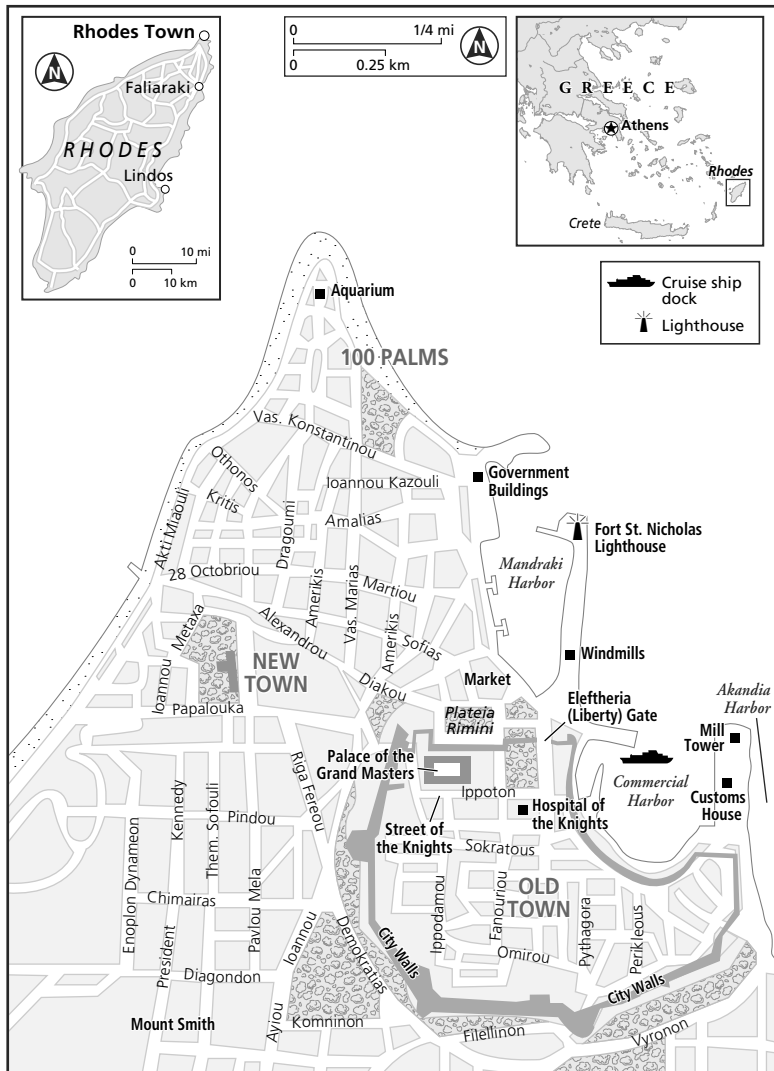 Rhodes Town
N
Faliaraki
RHODES
Lindos
0 10 mi
0 10 km
0 1/4 mi
0 0.25 km
N
GREECE
Athens
Rhodes
Crete
Cruise ship
dock
Lighthouse
Aquarium
100 PALMS
Vas. Konstantinou
Othonos
Kritis
Ioannou Kazouli
Government
Buildings
Akti Miaouli
Dragoumi
Amalias
Fort St. Nicholas
Lighthouse
Mandraki
Harbor
28 Octobriou
Amerikis
Vas. Marias
Martiou
Amerikis
Sofias
Metaxa
Ioannou
Alexandrou
Diakou
NEW
TOWN
Windmills
Market
Papalouka
Plateia
Rimini
Eleftheria
(Liberty) Gate
Akandia
Harbor
Mill
Tower
Palace of the
Grand Masters
Riga Fereou
Commercial
Harbor
Customs
House
Ippoton
Street of
the Knights
Hospital of
the Knights
Kennedy
Them. Sofouli
Pindou
Sokratous
Enoplon Dynameon
Pavlou Mela
Chimairas
President
OLD
TOWN
Ippodamou
Fanouriou
Pythagora
Perikleous
Omirou
Ioannou
Demokratias
City Walls
City Walls
Diagondon
Mount Smith
Aylou
Komninon
Filellinon
Vyronon